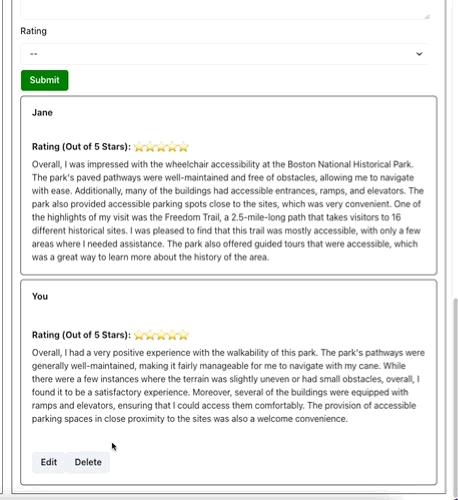 Rating
--
Submit
Jane
Rating (Out of 5 Stars): ⭐⭐⭐⭐⭐
Overall, I was impressed with the wheelchair accessibility at the Boston National Historical Park.
The park's paved pathways were well-maintained and free of obstacles, allowing me to navigate
with ease. Additionally, many of the buildings had accessible entrances, ramps, and elevators. The
park also provided accessible parking spots close to the sites, which was very convenient. One of
the highlights of my visit was the Freedom Trail, a 2.5-mile-long path that takes visitors to 16
different historical sites. I was pleased to find that this trail was mostly accessible, with only a few
areas where I needed assistance. The park also offered guided tours that were accessible, which
was a great way to learn more about the history of the area.
You
Rating (Out of 5 Stars): ⭐⭐⭐⭐⭐
Overall, I had a very positive experience with the walkability of this park. The park's pathways were
generally well-maintained, making it fairly manageable for me to navigate with my cane. While
there were a few instances where the terrain was slightly uneven or had small obstacles, overall, I
found it to be a satisfactory experience. Moreover, several of the buildings were equipped with
ramps and elevators, ensuring that I could access them comfortably. The provision of accessible
parking spaces in close proximity to the sites was also a welcome convenience.
Edit Delete